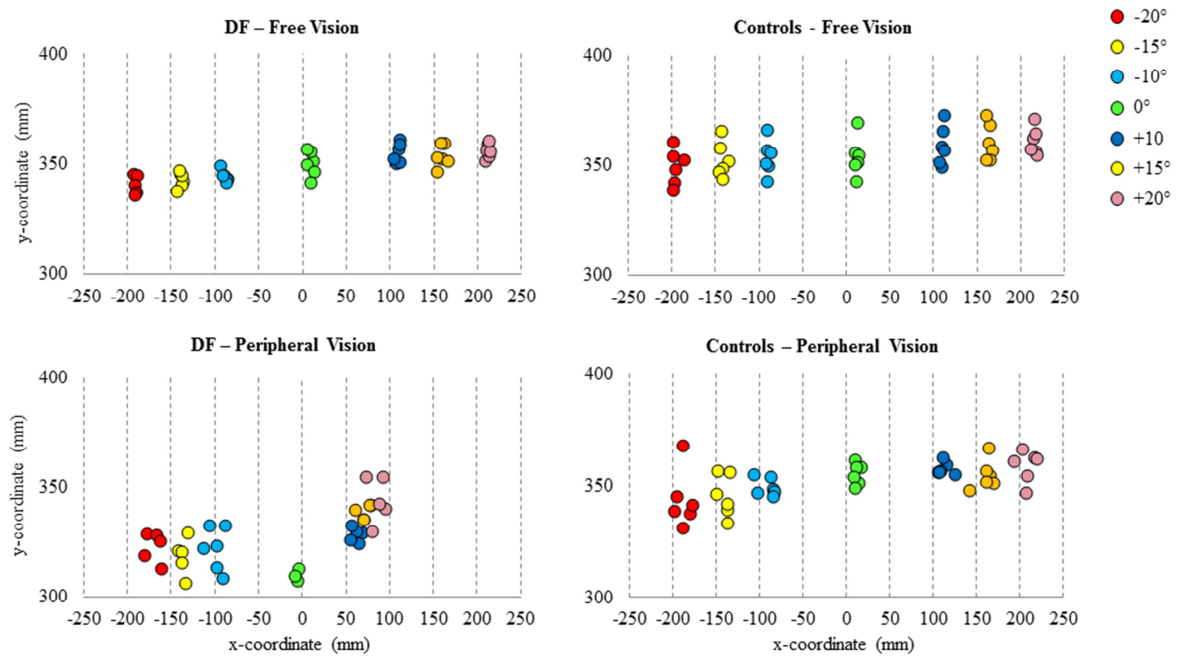 DF – Free Vision
400
350
300
y-coordinate (mm)
-250 -200 -150 -100 -50 0 50 100 150 200 250
Controls - Free Vision
400
350
300
-250 -200 -150 -100 -50 0 50 100 150 200 250
-20°
-15°
-10°
0°
+10
+15°
+20°
DF – Peripheral Vision
400
350
300
y-coordinate (mm)
-250 -200 -150 -100 -50 0 50 100 150 200 250
x-coordinate (mm)
Controls – Peripheral Vision
400
350
300
-250 -200 -150 -100 -50 0 50 100 150 200 250
x-coordinate (mm)